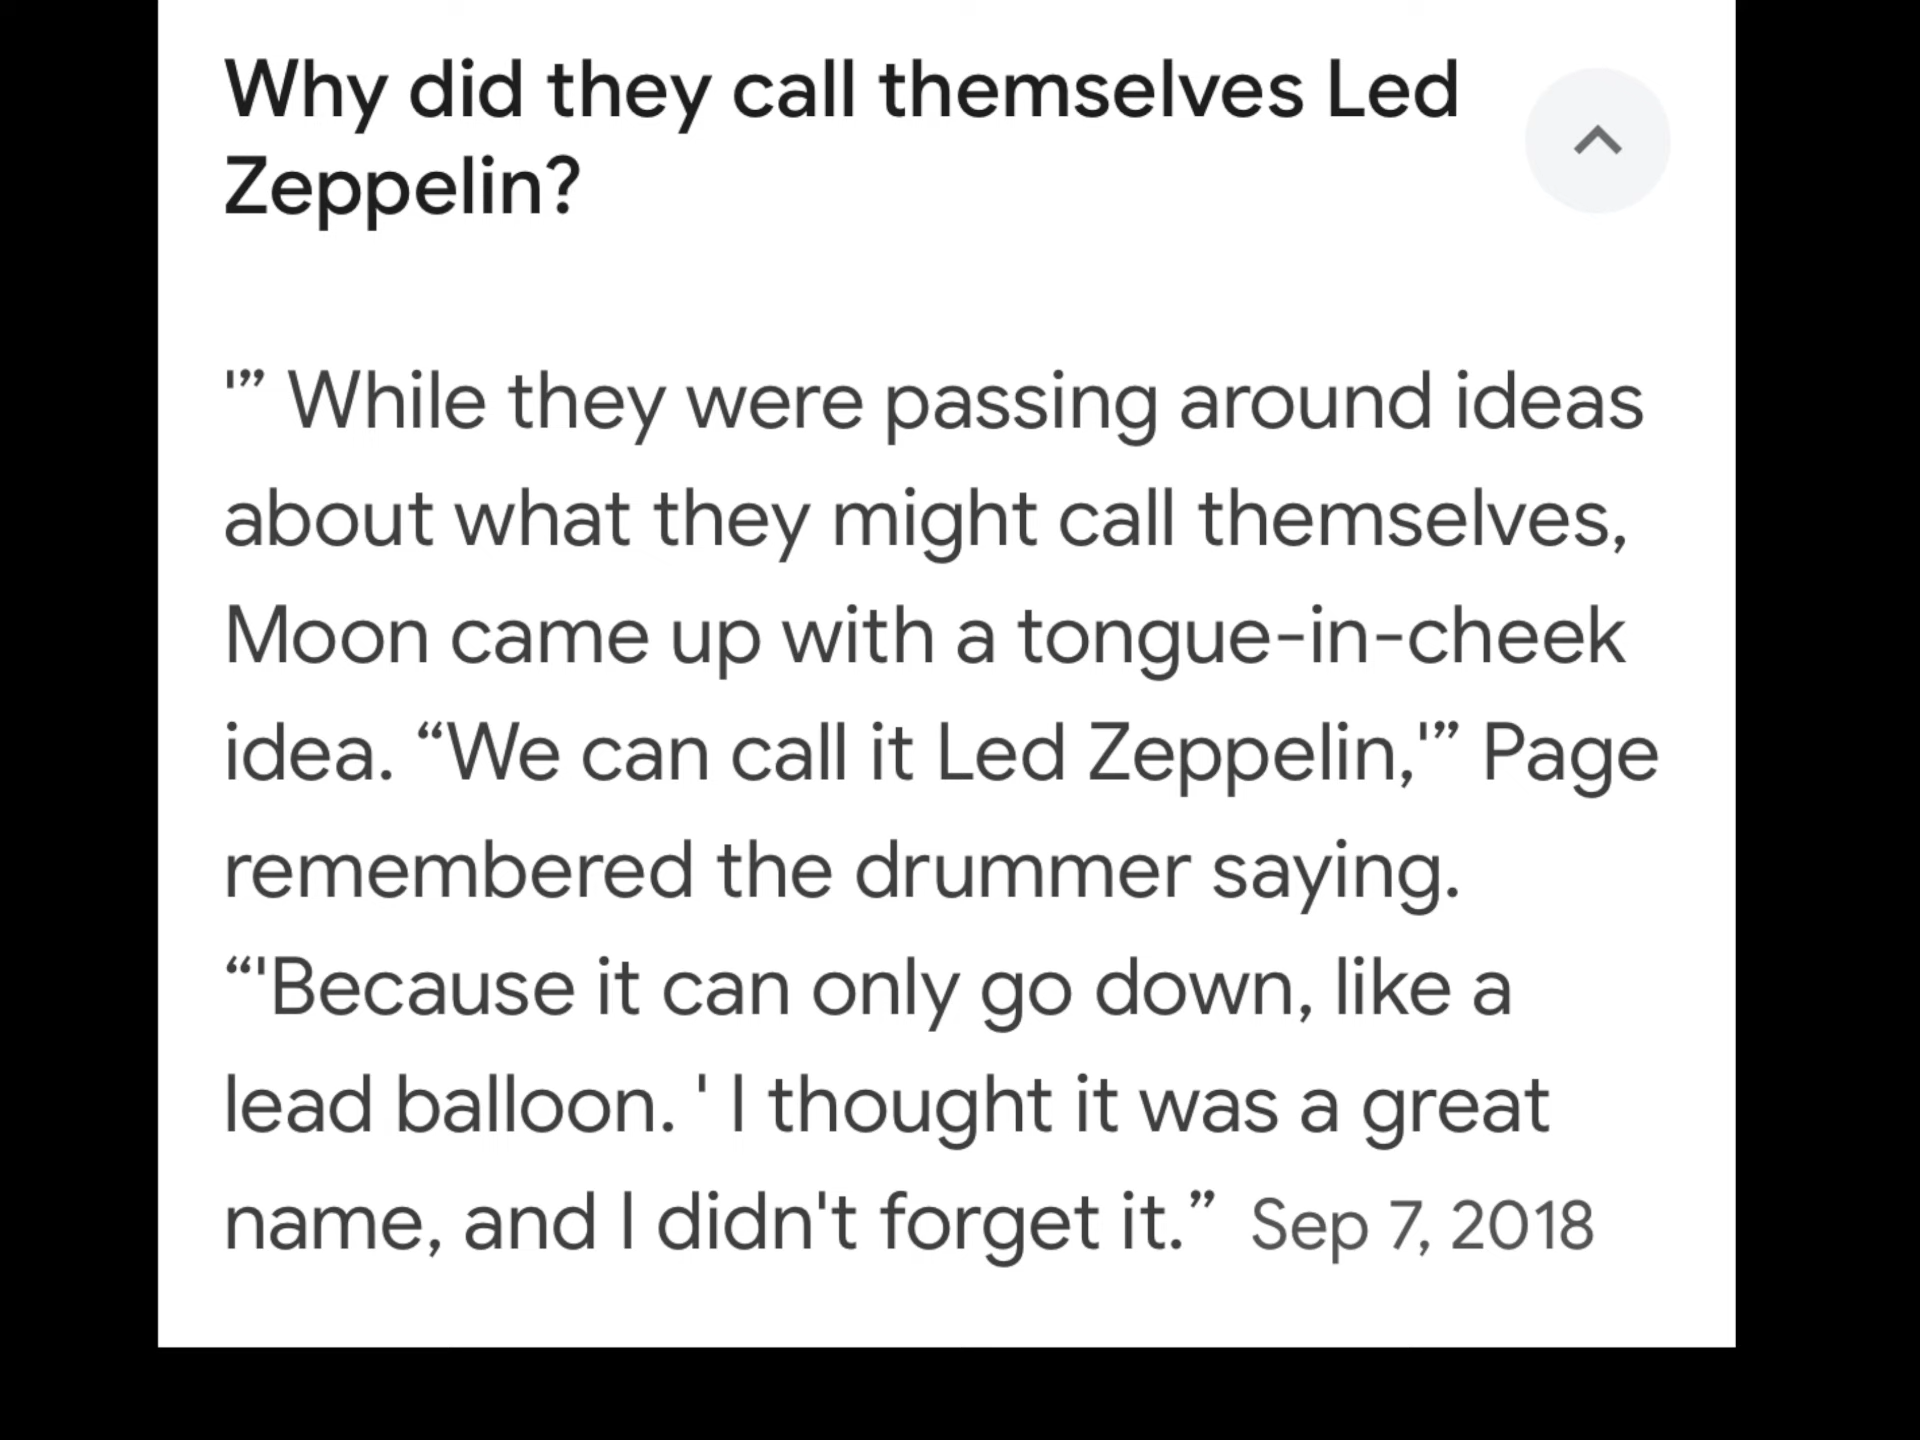 Why did they call themselves Led
Zeppelin?
'” While they were passing around ideas
about what they might call themselves,
Moon came up with a tongue-in-cheek
idea. “We can call it Led Zeppelin,'” Page
remembered the drummer saying.
“'Because it can only go down, like a
lead balloon. ' I thought it was a great
name, and I didn't forget it.” Sep 7, 2018